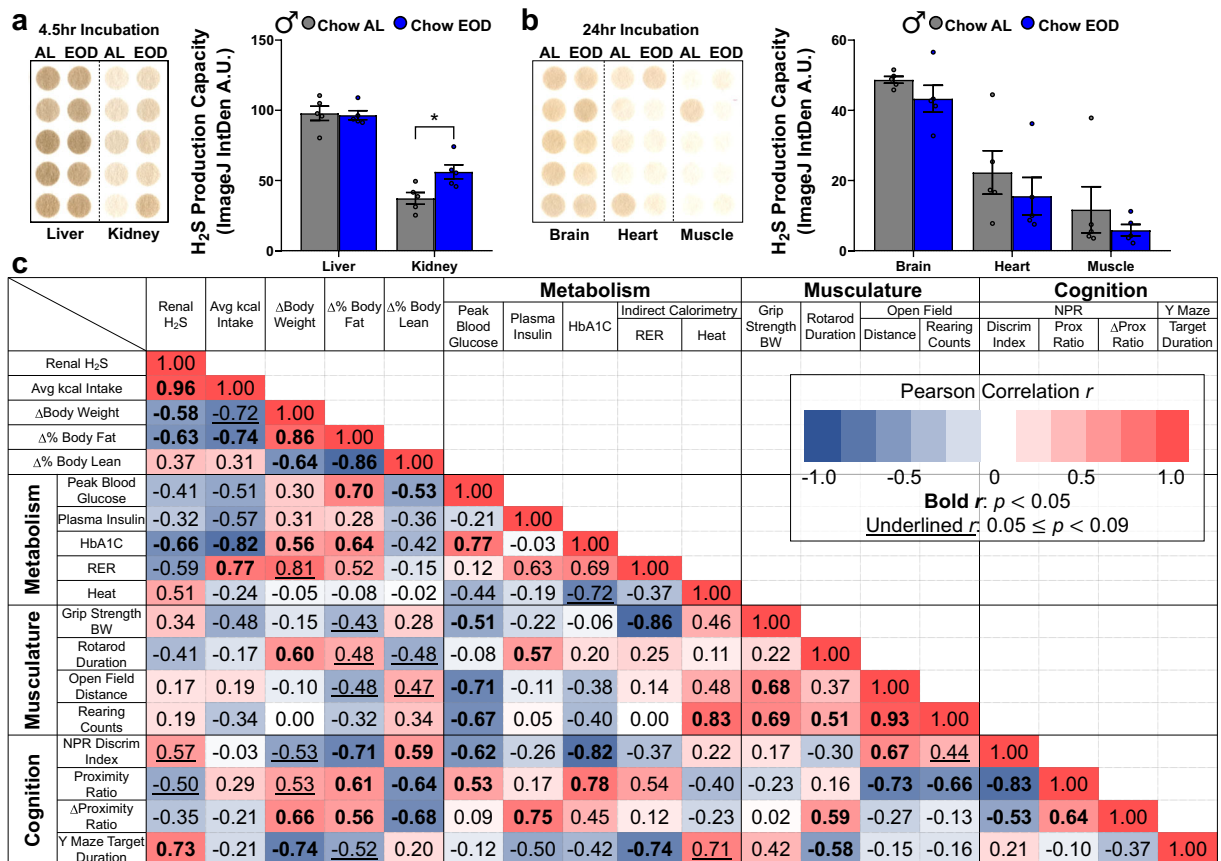 a
4.5hr Incubation
AL EOD AL EOD
Liver Kidney
♂ Chow AL Chow EOD
H₂S Production Capacity
(ImageJ IntDen A.U.)
150
100
50
0
*
Liver Kidney
b
24hr Incubation
AL EOD AL EOD AL EOD
Brain Heart Muscle
♂ Chow AL Chow EOD
H₂S Production Capacity
(ImageJ IntDen A.U.)
60
40
20
0
Brain Heart Muscle
c
Metabolism Musculature Cognition
Renal H₂S Avg kcal Intake ΔBody Weight Δ% Body Fat Δ% Body Lean Peak Blood Glucose Plasma Insulin HbA1C Indirect Calorimetry RER Heat Grip Strength BW Rotarod Duration Open Field Distance Rearing Counts NPR Discrim Index Prox Ratio ΔProx Ratio Y Maze Target Duration
Renal H₂S 1.00
Avg kcal Intake 0.96 1.00
ΔBody Weight -0.58 -0.72 1.00
Δ% Body Fat -0.63 -0.74 0.86 1.00
Δ% Body Lean 0.37 0.31 -0.64 -0.86 1.00
Metabolism
Peak Blood Glucose -0.41 -0.51 0.30 0.70 -0.53 1.00
Plasma Insulin -0.32 -0.57 0.31 0.28 -0.36 -0.21 1.00
HbA1C -0.66 -0.82 0.56 0.64 -0.42 0.77 -0.03 1.00
RER -0.59 0.77 0.81 0.52 -0.15 0.12 0.63 0.69 1.00
Heat 0.51 -0.24 -0.05 -0.08 -0.02 -0.44 -0.19 -0.72 -0.37 1.00
Musculature
Grip Strength BW 0.34 -0.48 -0.15 -0.43 0.28 -0.51 -0.22 -0.06 -0.86 0.46 1.00
Rotarod Duration -0.41 -0.17 0.60 0.48 -0.48 -0.08 0.57 0.20 0.25 0.11 0.22 1.00
Open Field Distance 0.17 0.19 -0.10 -0.48 0.47 -0.71 -0.11 -0.38 0.14 0.48 0.68 0.37 1.00
Rearing Counts 0.19 -0.34 0.00 -0.32 0.34 -0.67 0.05 -0.40 0.00 0.83 0.69 0.51 0.93 1.00
Cognition
NPR Discrim Index 0.57 -0.03 -0.53 -0.71 0.59 -0.62 -0.26 -0.82 -0.37 0.22 0.17 -0.30 0.67 0.44 1.00
Proximity Ratio -0.50 0.29 0.53 0.61 -0.64 0.53 0.17 0.78 0.54 -0.40 -0.23 0.16 -0.73 -0.66 -0.83 1.00
ΔProximity Ratio -0.35 -0.21 0.66 0.56 -0.68 0.09 0.75 0.45 0.12 -0.23 0.02 0.59 -0.27 -0.13 -0.53 0.64 1.00
Y Maze Target Duration 0.73 -0.21 -0.74 -0.52 0.20 -0.12 -0.50 -0.42 -0.74 0.71 0.42 -0.58 -0.15 -0.16 0.21 -0.10 -0.37 1.00
Pearson Correlation r
-1.0 -0.5 0 0.5 1.0
Bold r: p < 0.05
Underlined r: 0.05 ≤ p < 0.09